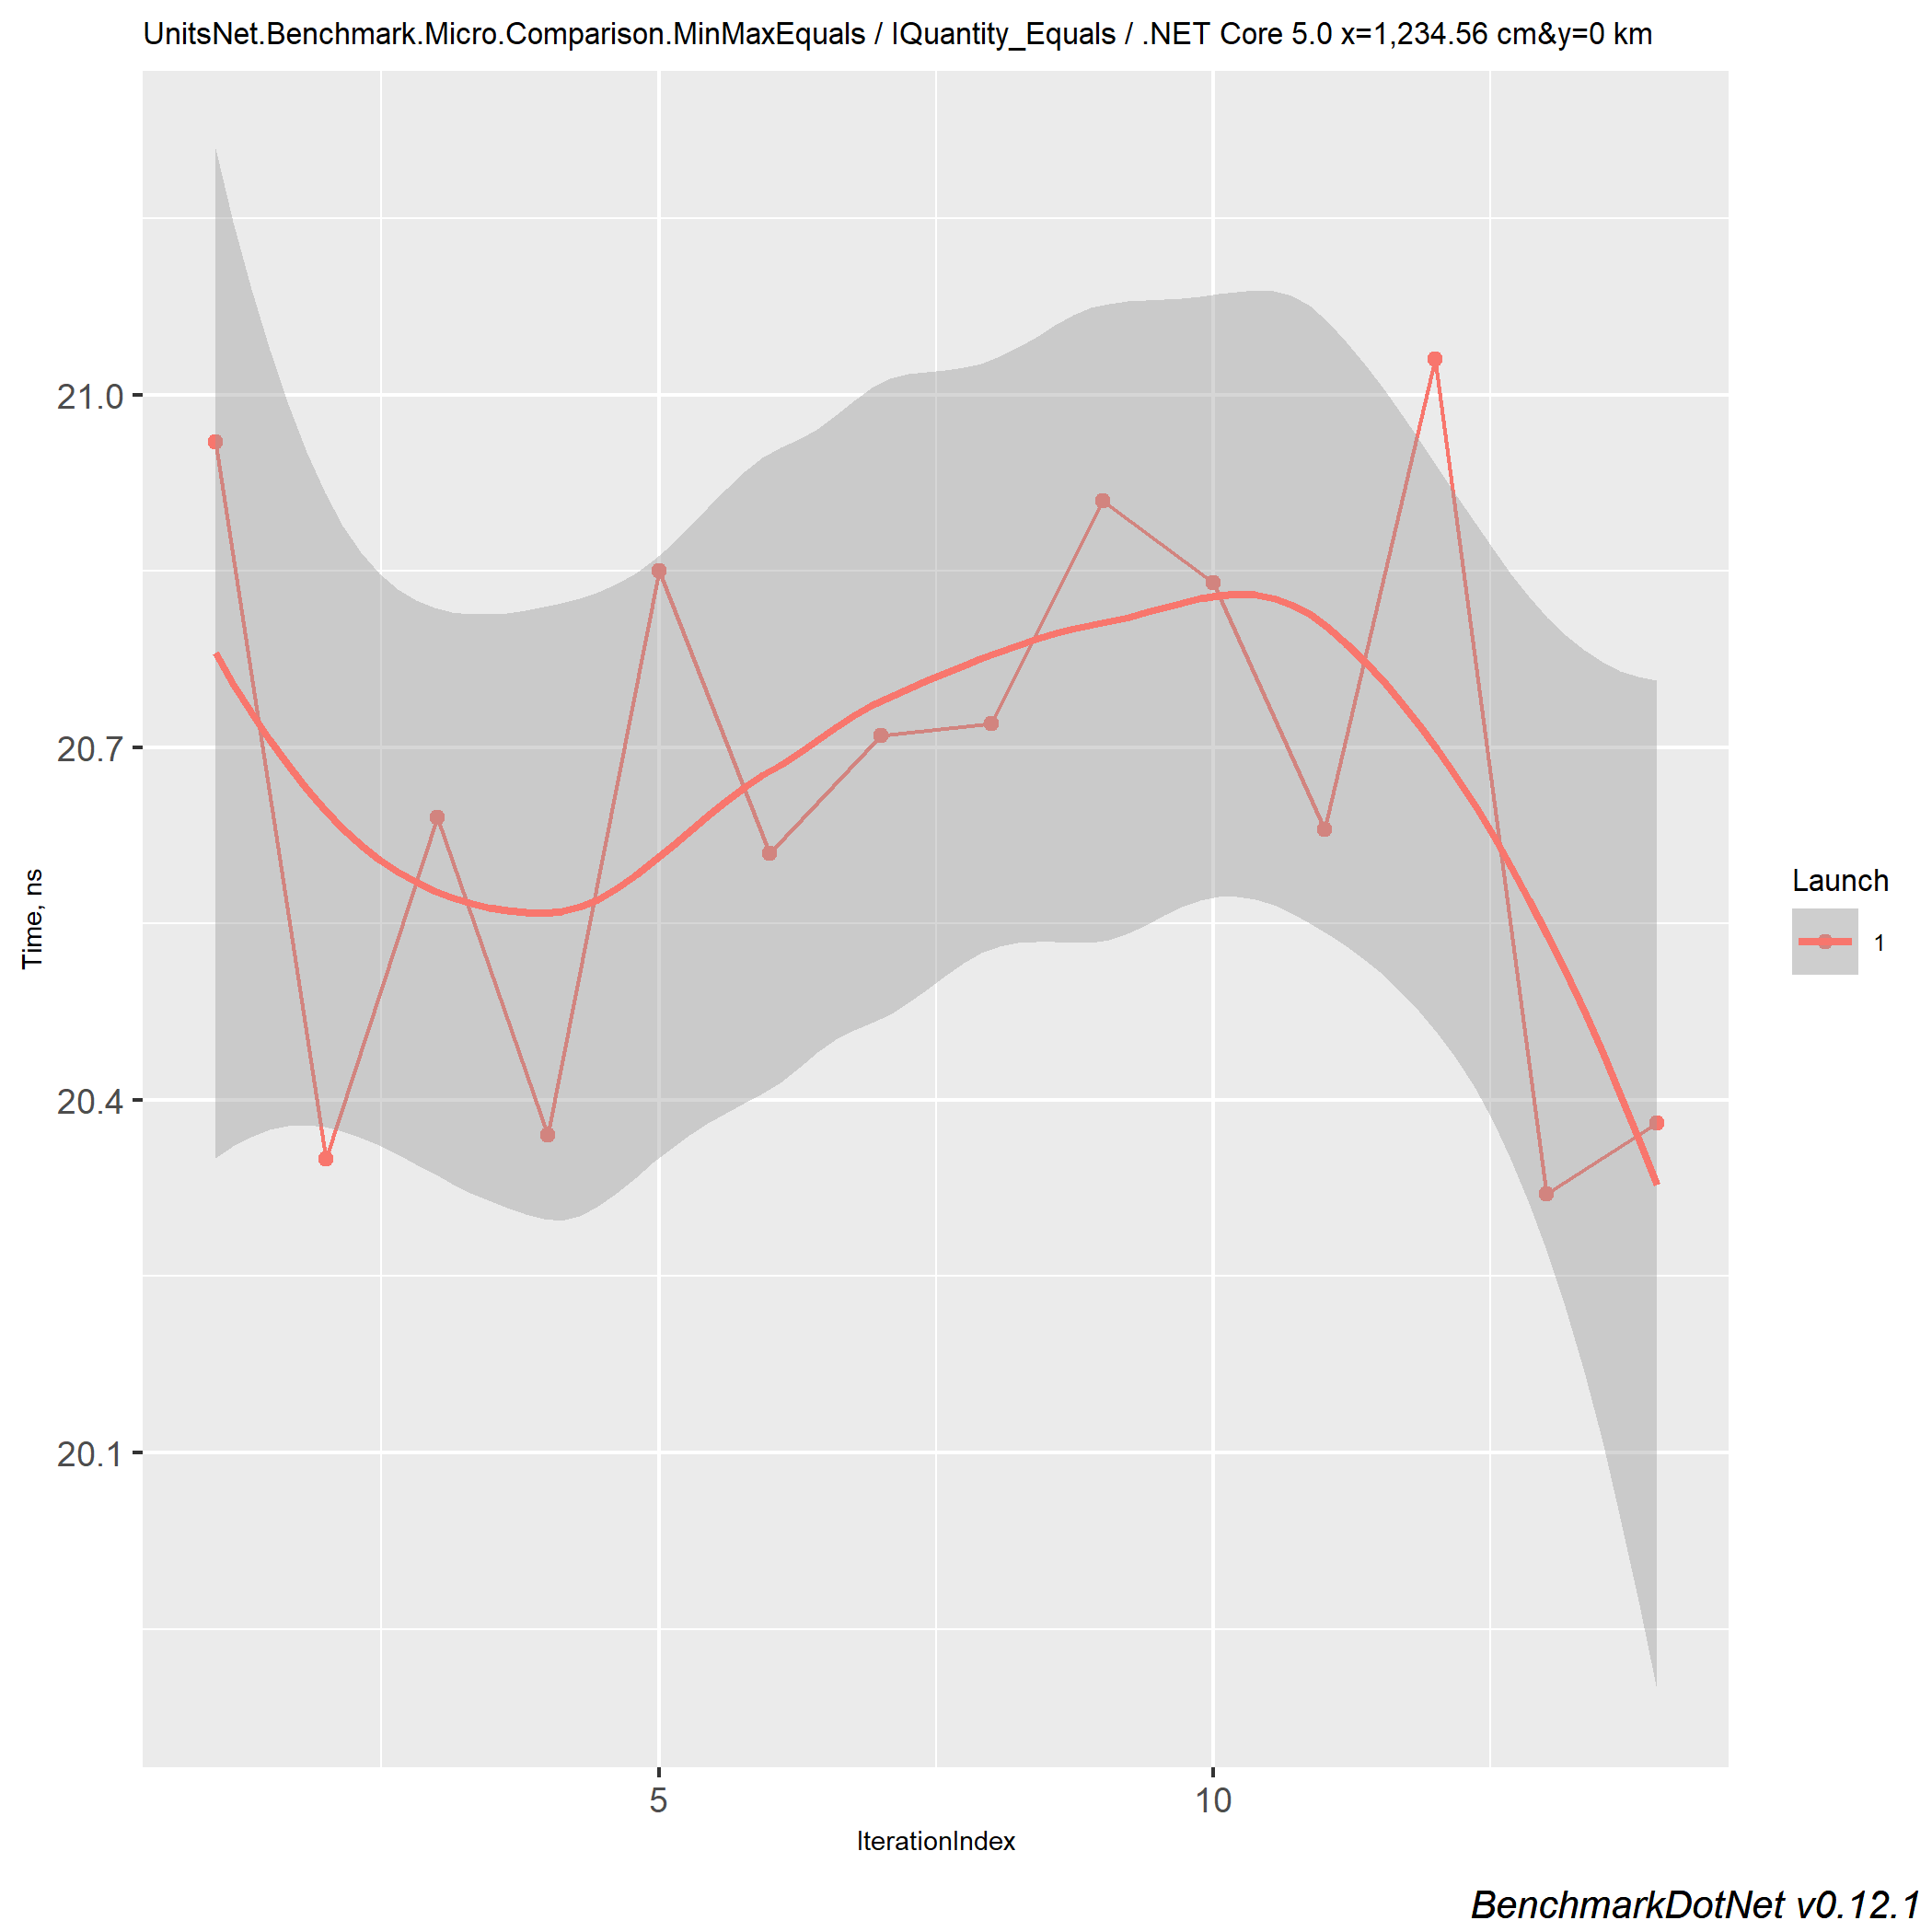 UnitsNet.Benchmark.Micro.Comparison.MinMaxEquals / IQuantity_Equals / .NET Core 5.0 x=1,234.56 cm&y=0 km
21.0
20.7
20.4
20.1
Time, ns
5
10
IterationIndex
Launch
1
BenchmarkDotNet v0.12.1